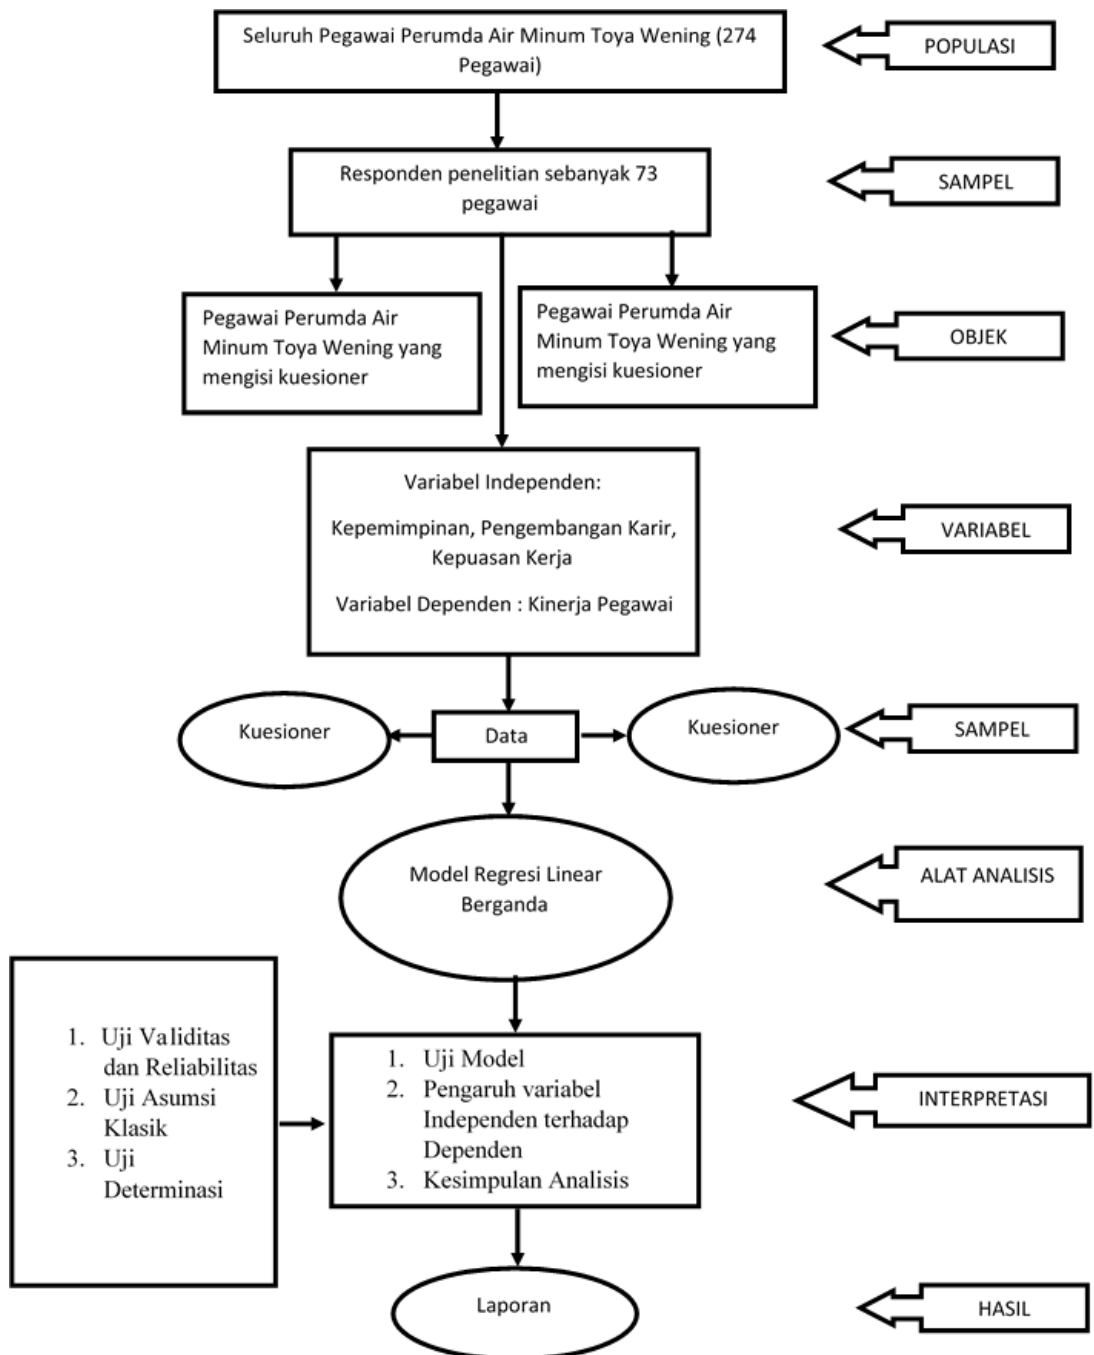 Seluruh Pegawai Perumda Air Minum Toya Wening (274
Pegawai)
POPULASI
Responden penelitian sebanyak 73
pegawai
SAMPEL
Pegawai Perumda Air
Minum Toya Wening yang
mengisi kuesioner
Pegawai Perumda Air
Minum Toya Wening yang
mengisi kuesioner
OBJEK
Variabel Independen:
Kepemimpinan, Pengembangan Karir,
Kepuasan Kerja
Variabel Dependen : Kinerja Pegawai
VARIABEL
Kuesioner
Data
Kuesioner
SAMPEL
Model Regresi Linear
Berganda
ALAT ANALISIS
1. Uji Validitas
dan Reliabilitas
2. Uji Asumsi
Klasik
3. Uji
Determinasi
1. Uji Model
2. Pengaruh variabel
Independen terhadap
Dependen
3. Kesimpulan Analisis
INTERPRETASI
Laporan
HASIL